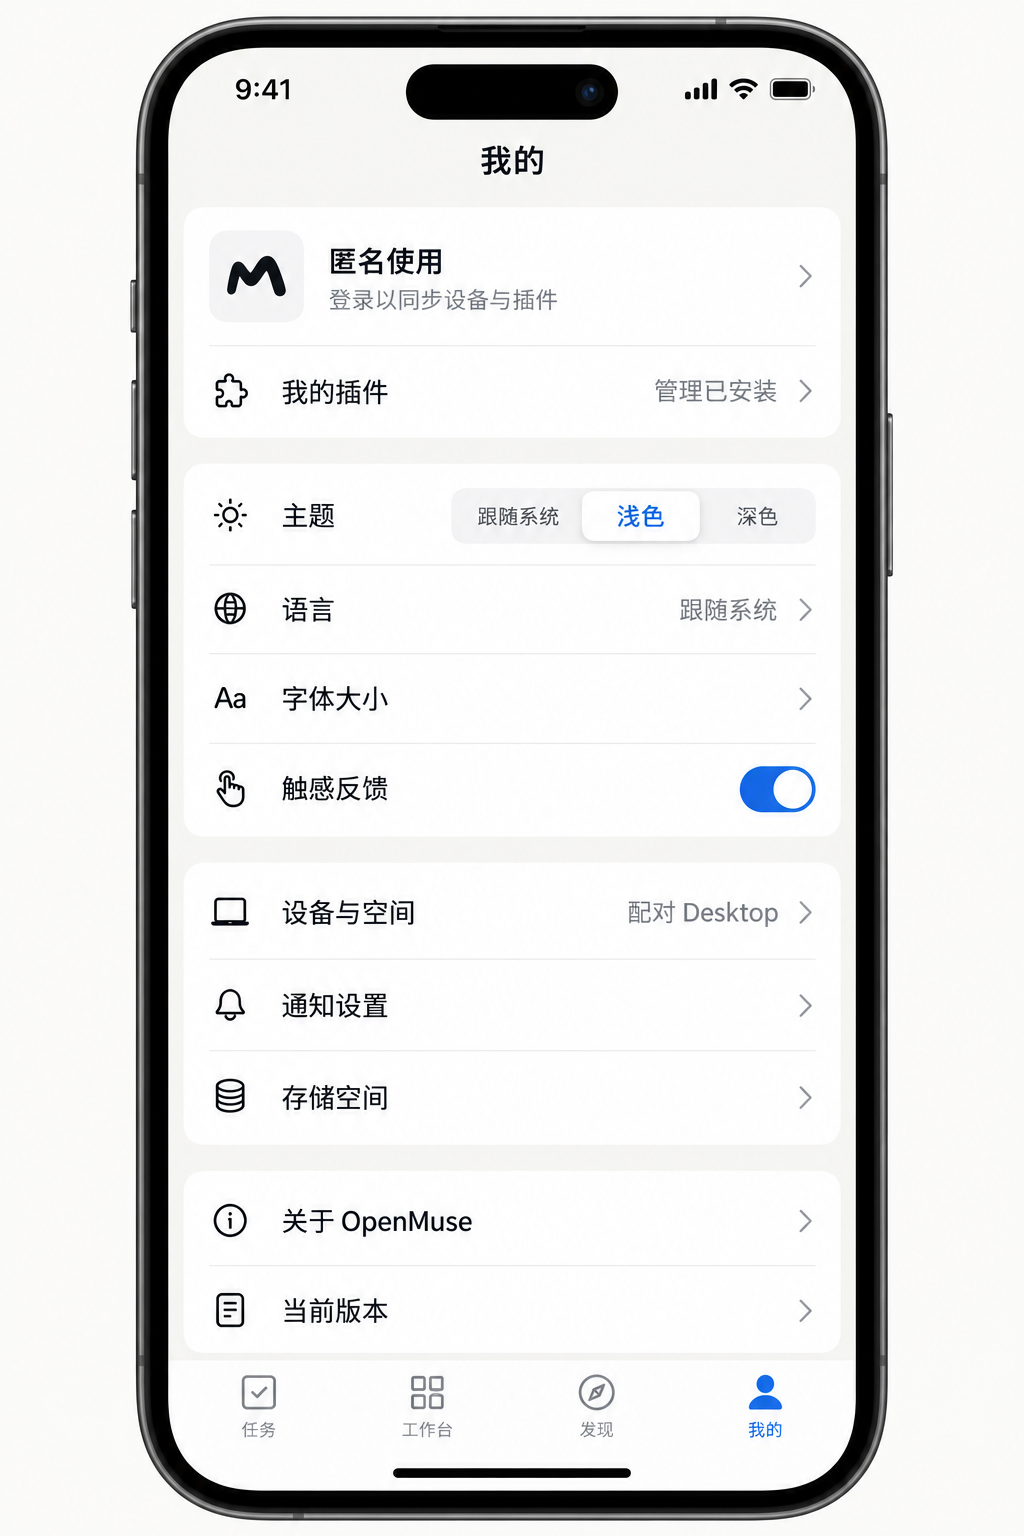 9:41
我的
匿名使用
登录以同步设备与插件
我的插件 管理已安装
主题 跟随系统 浅色 深色
语言 跟随系统
Aa 字体大小
触感反馈
设备与空间 配对 Desktop
通知设置
存储空间
关于 OpenMuse
当前版本
任务 工作台 发现 我的